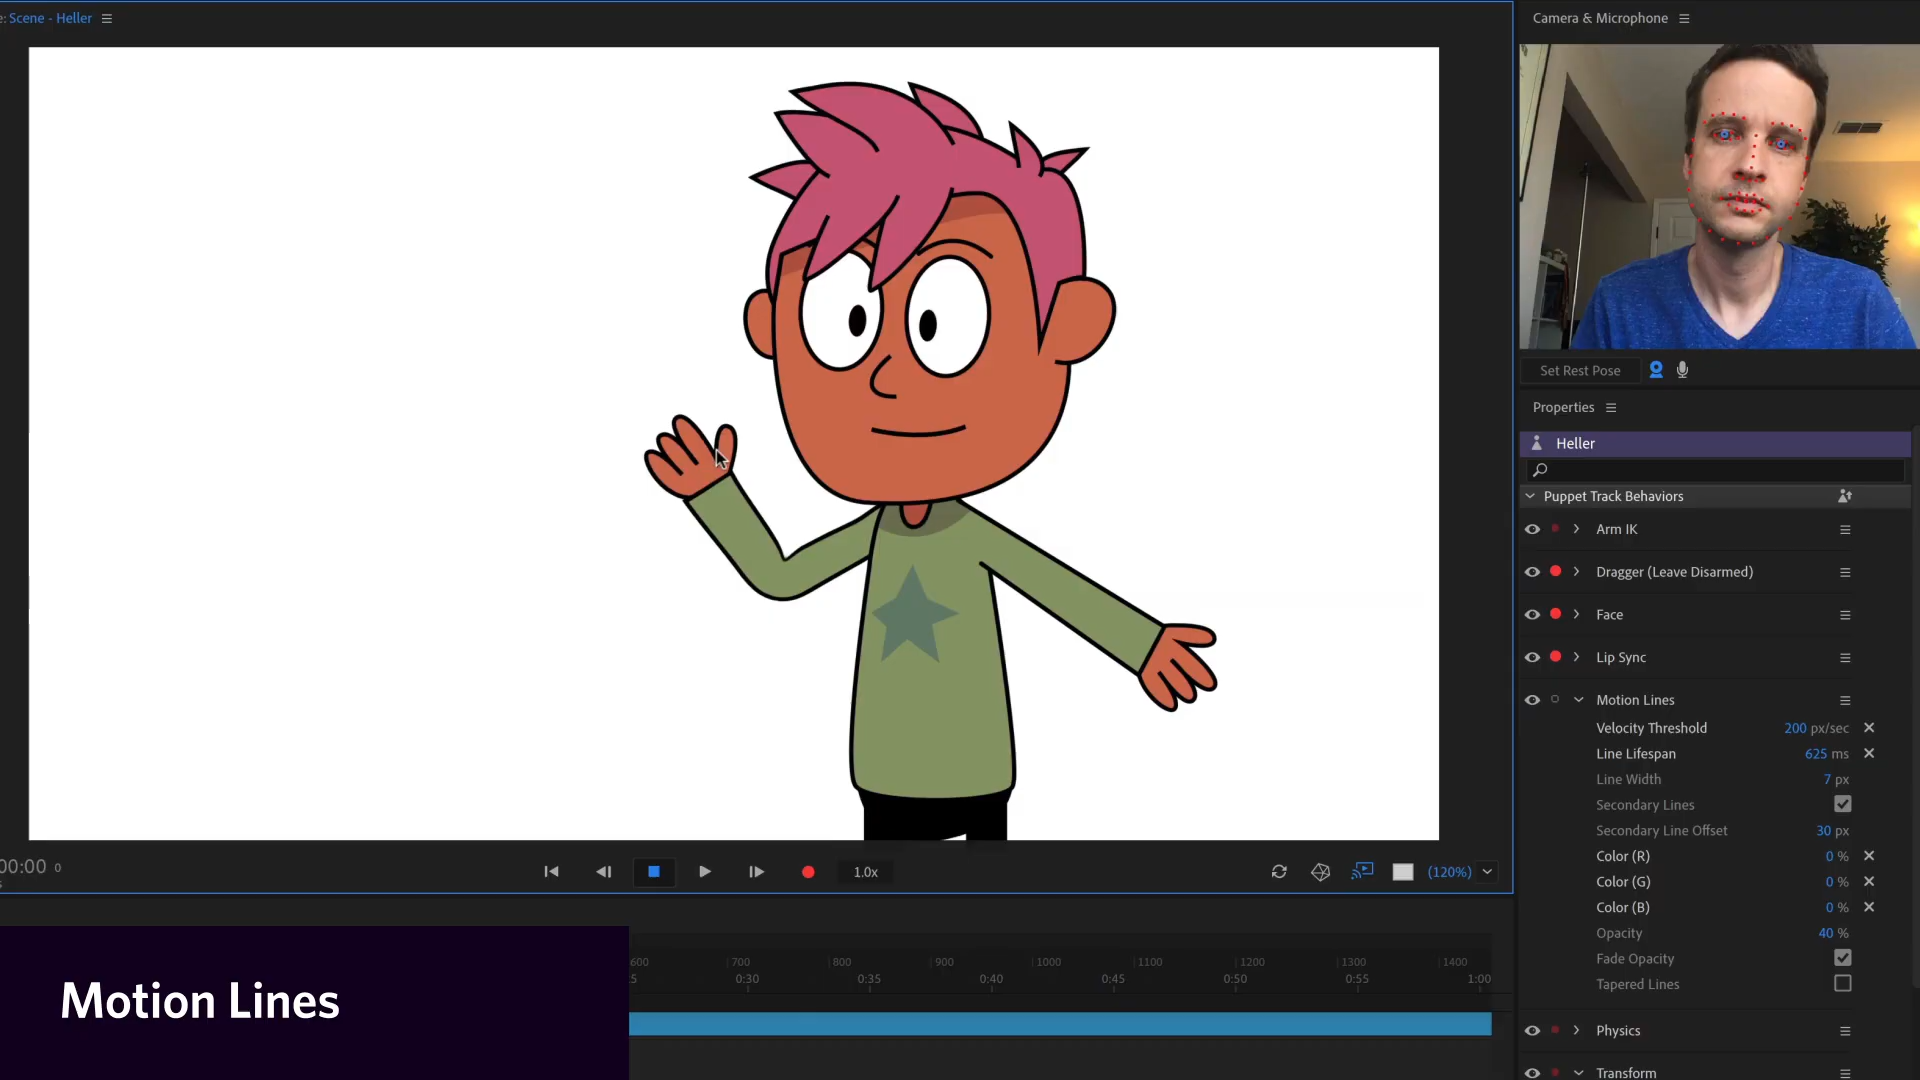 e: Scene - Heller
Camera & Microphone
Set Rest Pose
Properties
Heller
Puppet Track Behaviors
Arm IK
Dragger (Leave Disarmed)
Face
Lip Sync
Motion Lines
Velocity Threshold 200 px/sec
Line Lifespan 625 ms
Line Width 7 px
Secondary Lines
Secondary Line Offset 30 px
Color (R) 0 %
Color (G) 0 %
Color (B) 0 %
Opacity 40 %
Fade Opacity
Tapered Lines
Physics
Transform
00:00 0
1.0x
(120%)
600 700 800 900 1000 1100 1200 1300 1400
5 0:30 0:35 0:40 0:45 0:50 0:55 1:00
Motion Lines